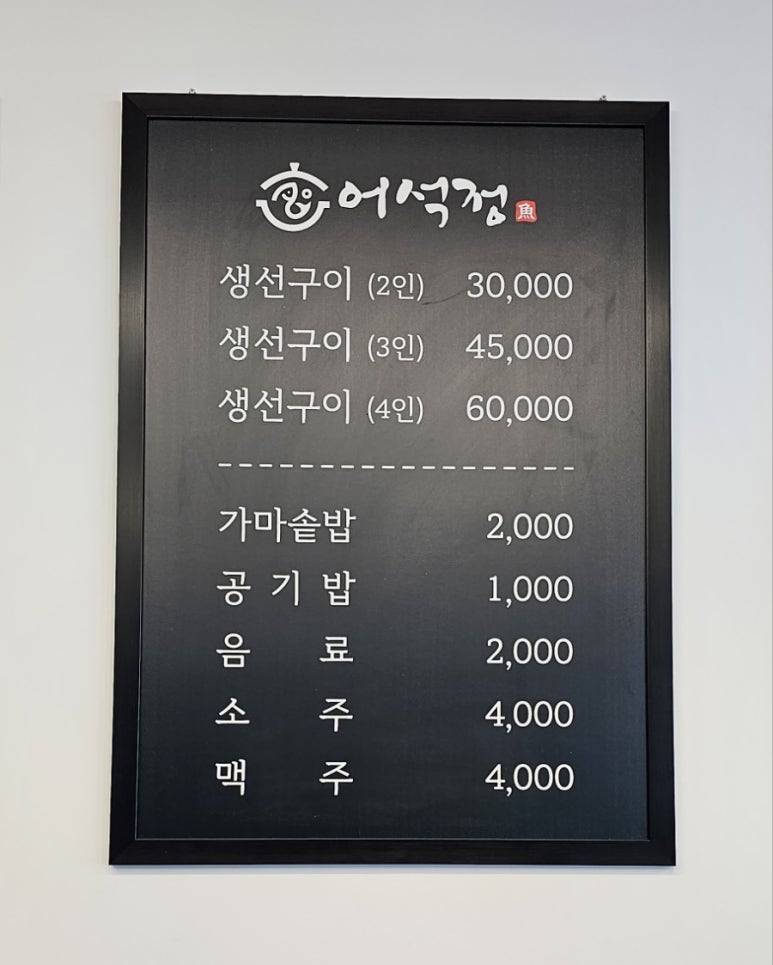 어석정 魚
생선구이 (2인) 30,000
생선구이 (3인) 45,000
생선구이 (4인) 60,000
가마솥밥 2,000
공기밥 1,000
음료 2,000
소주 4,000
맥주 4,000